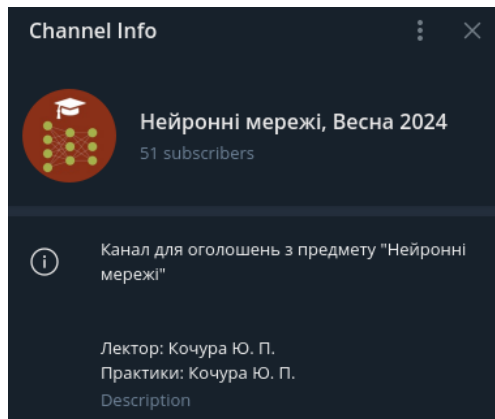 Channel Info
Нейронні мережі, Весна 2024
51 subscribers
Канал для оголошень з предмету "Нейронні
мережі"
Лектор: Кочура Ю. П.
Практики: Кочура Ю. П.
Description